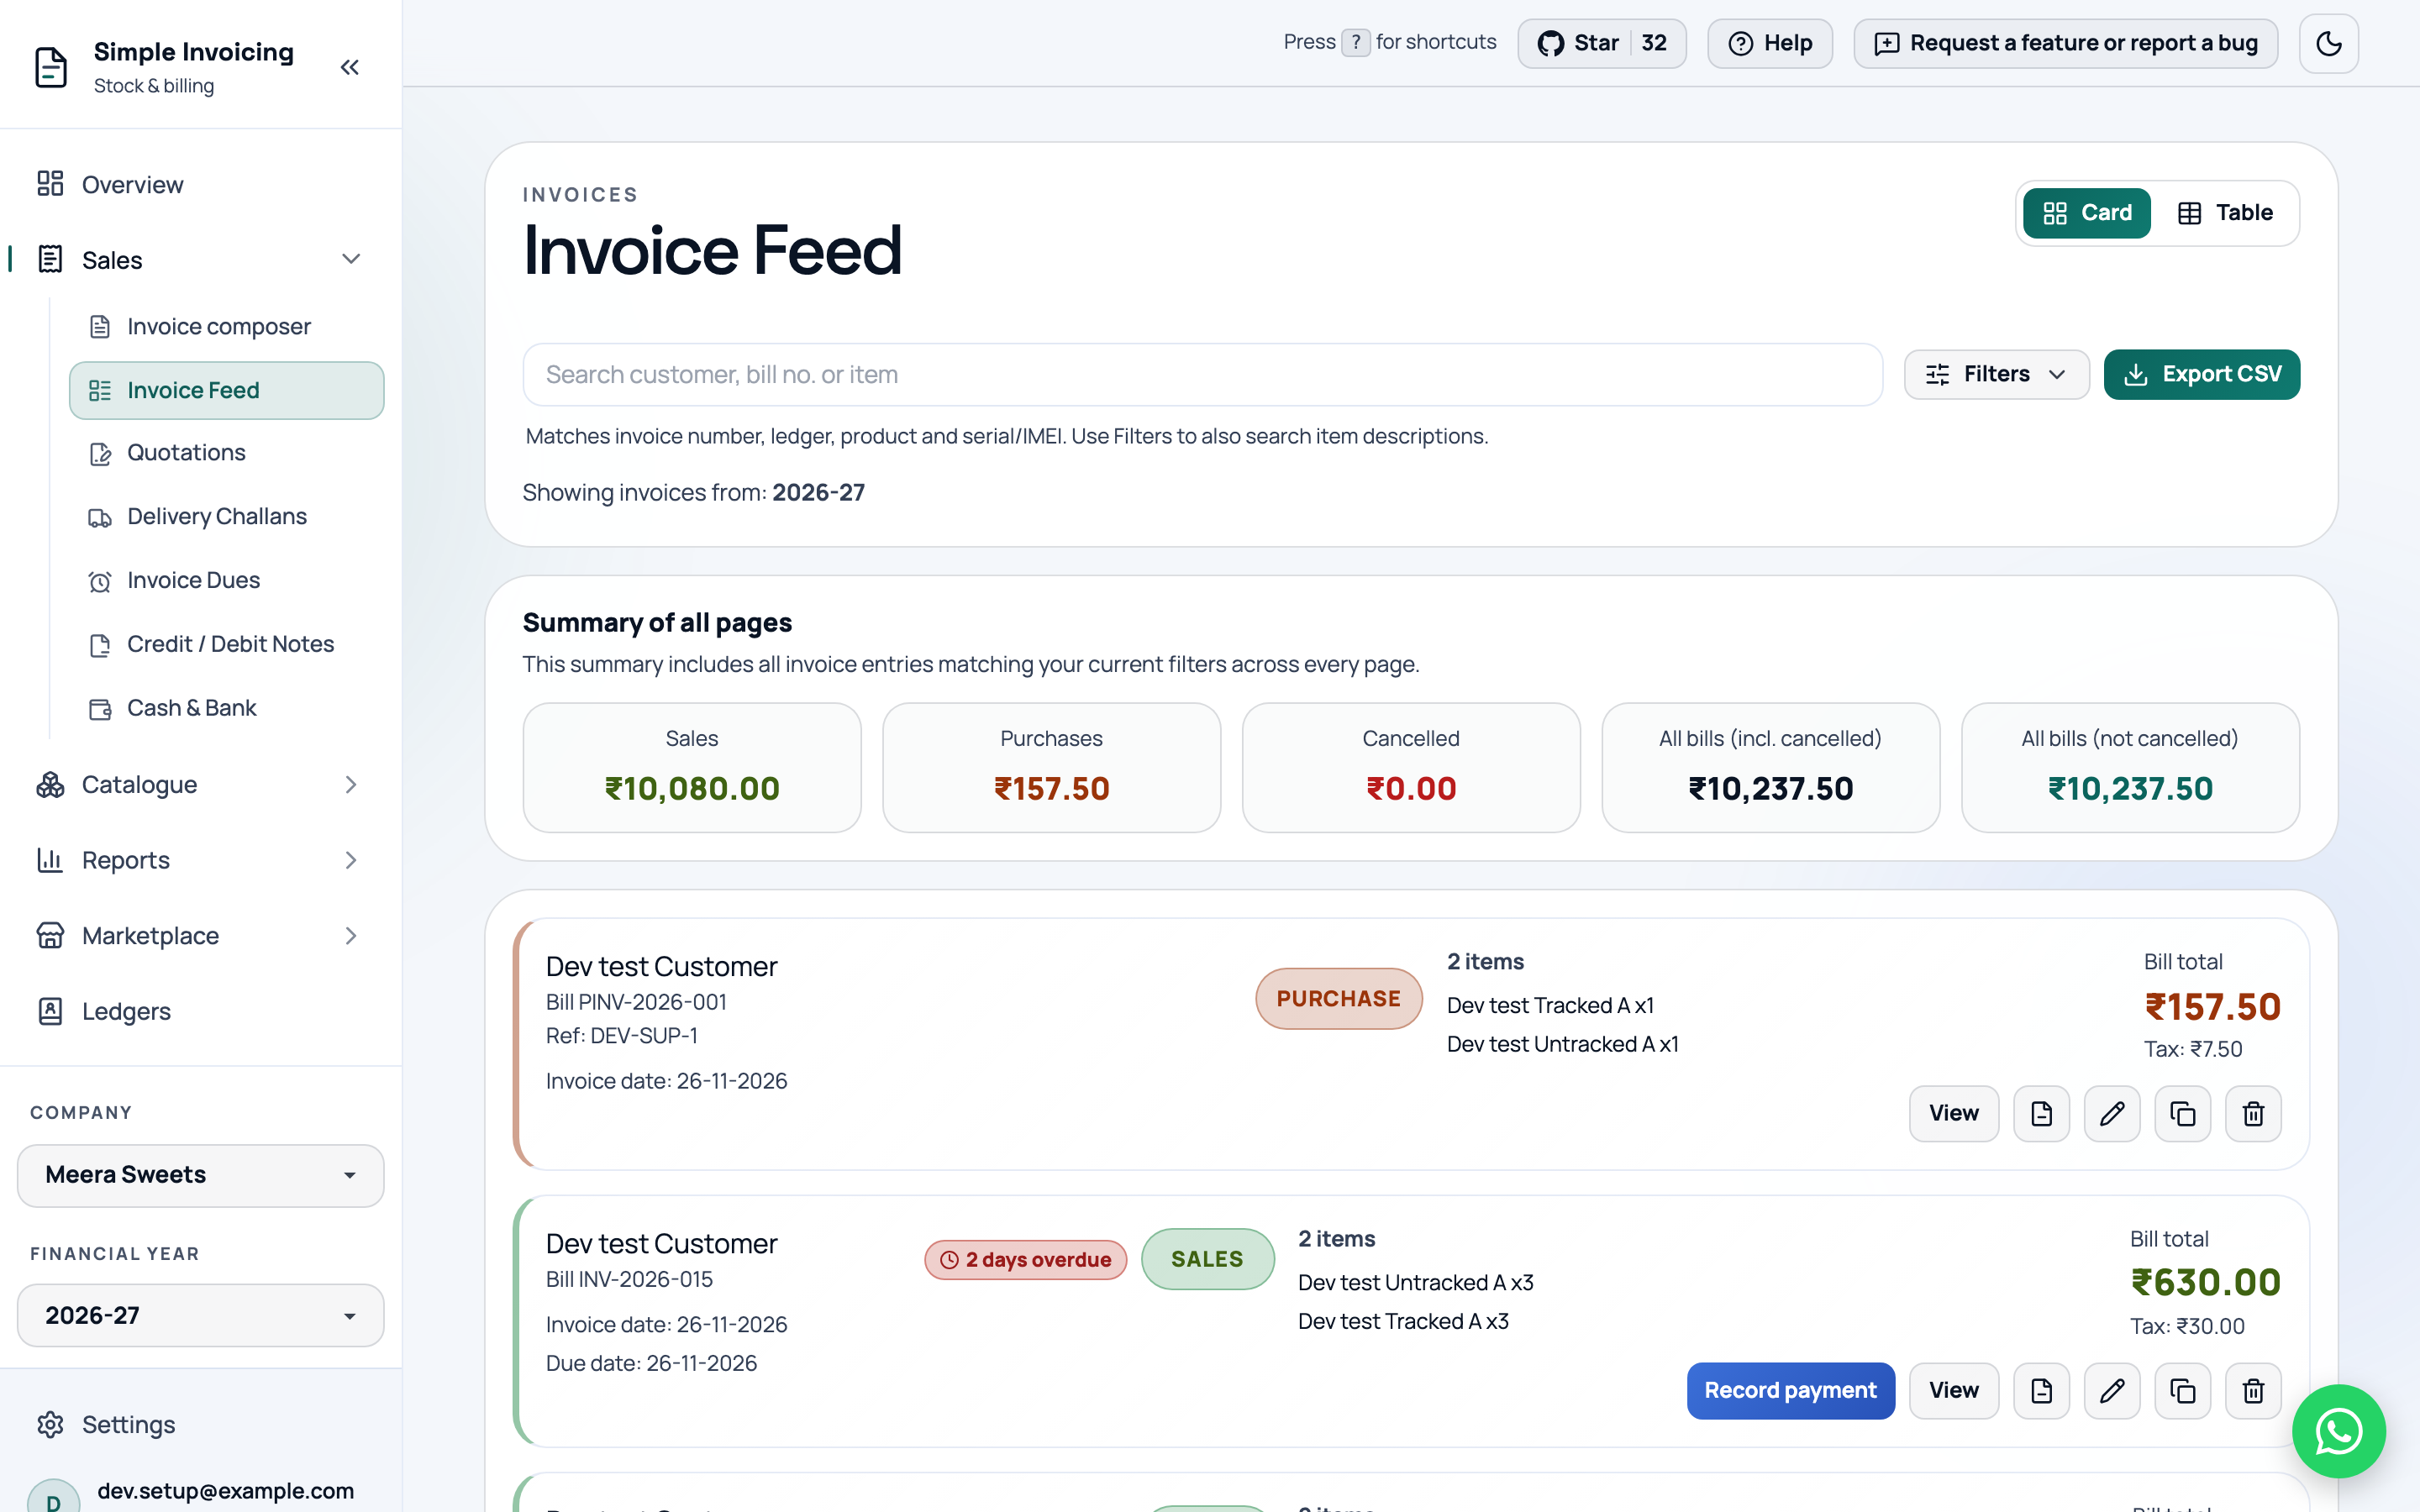 Simple Invoicing
Stock & billing
Overview
Sales
Invoice composer
Invoice Feed
Quotations
Delivery Challans
Invoice Dues
Credit / Debit Notes
Cash & Bank
Catalogue
Reports
Marketplace
Ledgers
COMPANY
Meera Sweets
FINANCIAL YEAR
2026-27
Settings
D
dev.setup@example.com
Press ? for shortcuts
Star 32
Help
Request a feature or report a bug
INVOICES
Invoice Feed
Card
Table
Search customer, bill no. or item
Filters
Export CSV
Matches invoice number, ledger, product and serial/IMEI. Use Filters to also search item descriptions.
Showing invoices from: 2026-27
Summary of all pages
This summary includes all invoice entries matching your current filters across every page.
Sales
₹10,080.00
Purchases
₹157.50
Cancelled
₹0.00
All bills (incl. cancelled)
₹10,237.50
All bills (not cancelled)
₹10,237.50
Dev test Customer
Bill PINV-2026-001
Ref: DEV-SUP-1
Invoice date: 26-11-2026
PURCHASE
2 items
Dev test Tracked A x1
Dev test Untracked A x1
Bill total
₹157.50
Tax: ₹7.50
View
Dev test Customer
Bill INV-2026-015
Invoice date: 26-11-2026
Due date: 26-11-2026
2 days overdue
SALES
2 items
Dev test Untracked A x3
Dev test Tracked A x3
Bill total
₹630.00
Tax: ₹30.00
Record payment
View